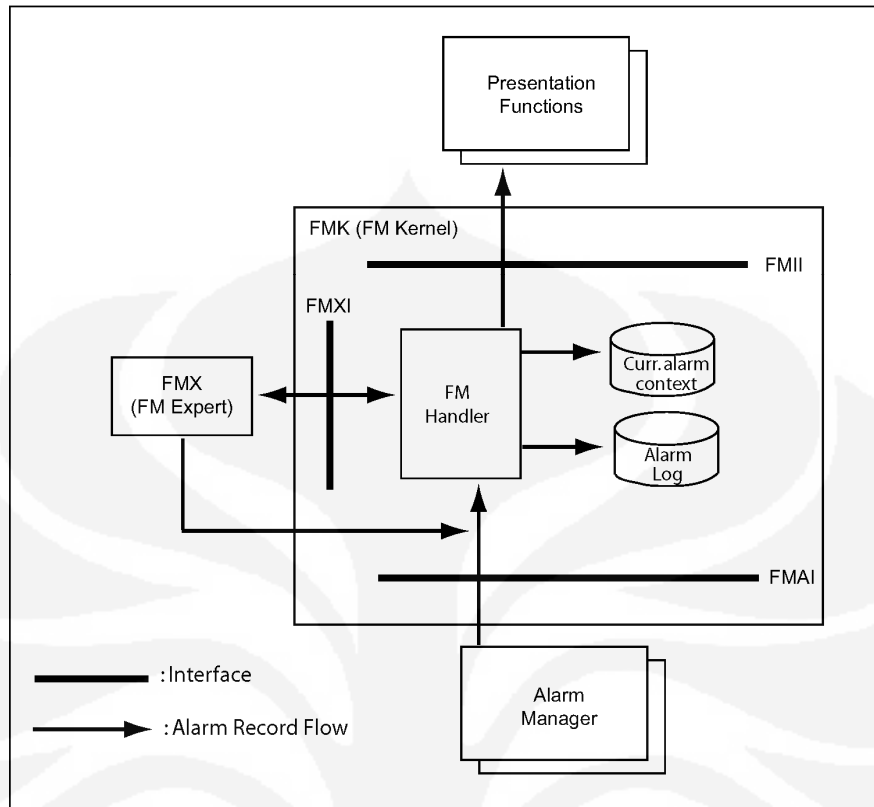 Presentation
Functions
FMK (FM Kernel)
FMII
FMXI
FMX
(FM Expert)
FM
Handler
Curr. alarm
context
Alarm
Log
FMAI
: Interface
: Alarm Record Flow
Alarm
Manager